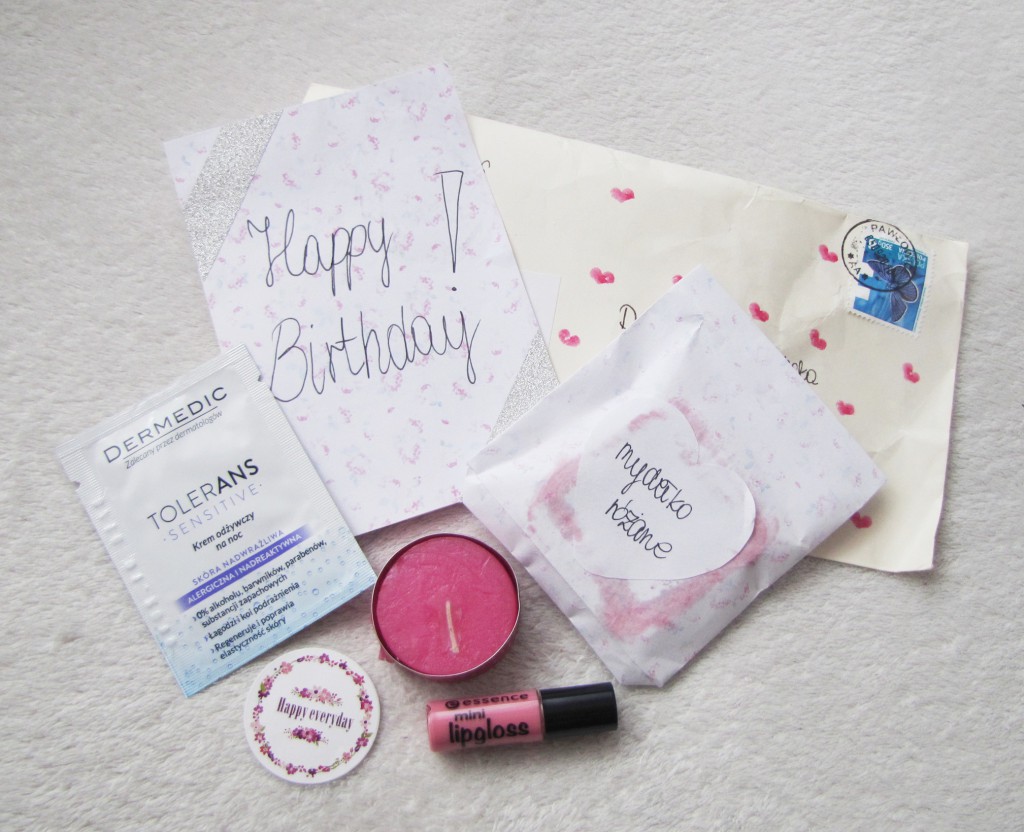 Happy !
Birthday
DERMEDIC
Zalecany przez dermatologów
TOLERANS
SENSITIVE
Krem odżywczy
na noc
SKÓRA NADWRAŻLIWA
ALERGICZNA I NADREAKTYWNA
›0% alkoholu, barwników, parabenów,
substancji zapachowych
›Łagodzi i koi podrażnienia
›Regeneruje i poprawia
elastyczność skóry
mydełko
różane
Happy everyday
essence
mini
lipgloss